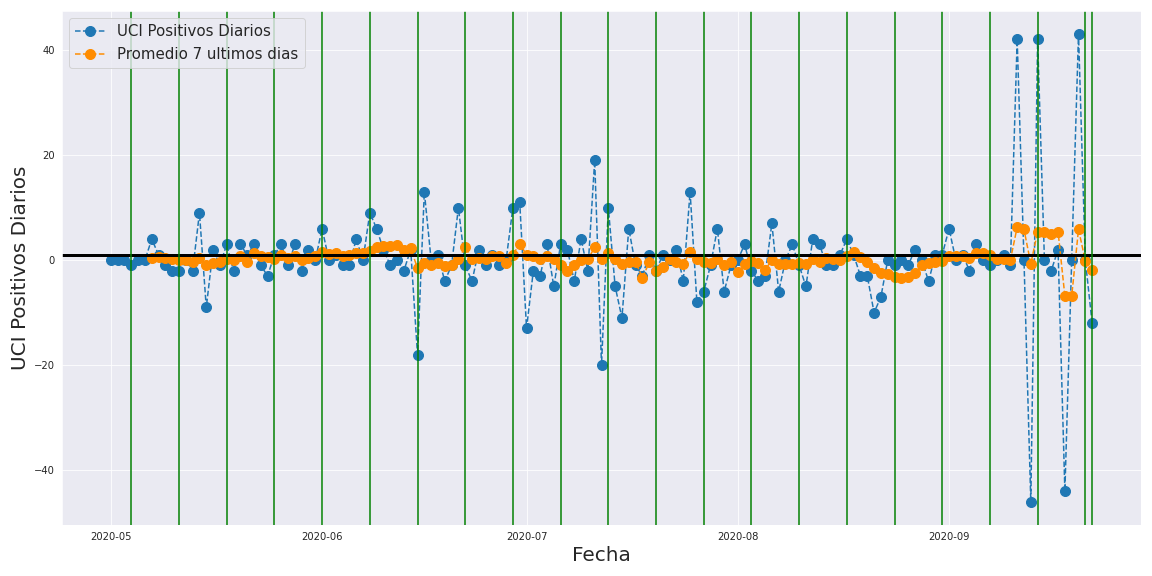 UCI Positivos Diarios
Promedio 7 ultimos dias
UCI Positivos Diarios
40
20
0
−20
−40
2020-05
2020-06
2020-07
2020-08
2020-09
Fecha